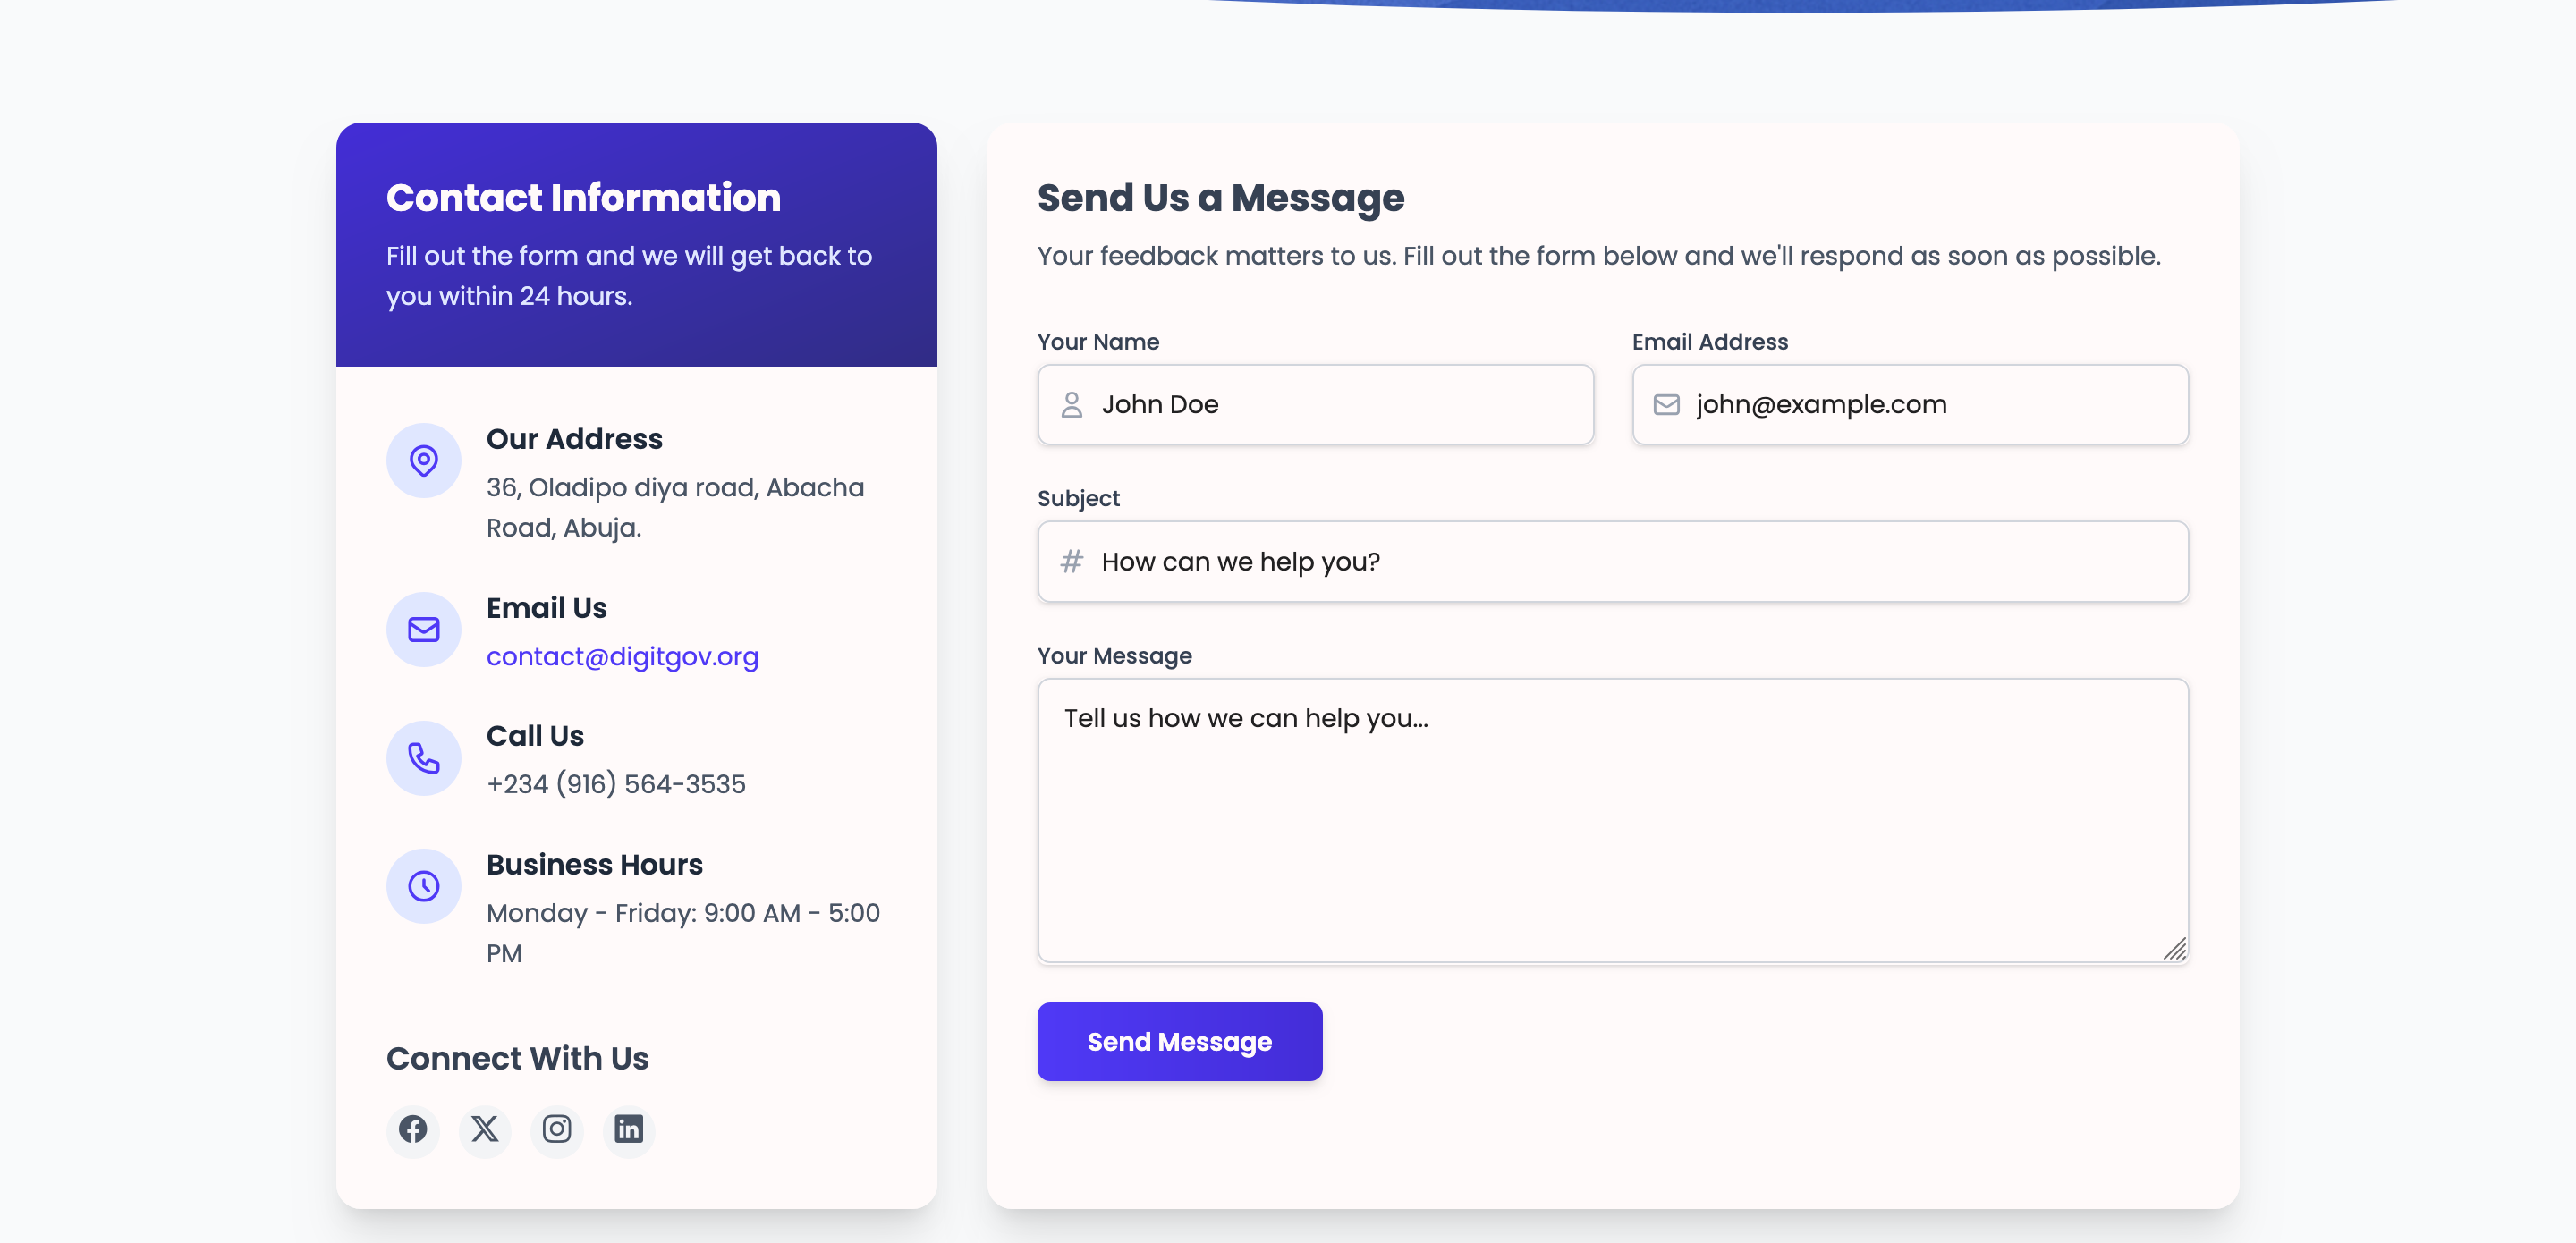 Contact Information
Fill out the form and we will get back to
you within 24 hours.
Our Address
36, Oladipo diya road, Abacha
Road, Abuja.
Email Us
contact@digitgov.org
Call Us
+234 (916) 564-3535
Business Hours
Monday - Friday: 9:00 AM - 5:00
PM
Connect With Us
Send Us a Message
Your feedback matters to us. Fill out the form below and we'll respond as soon as possible.
Your Name
John Doe
Email Address
john@example.com
Subject
# How can we help you?
Your Message
Tell us how we can help you...
Send Message